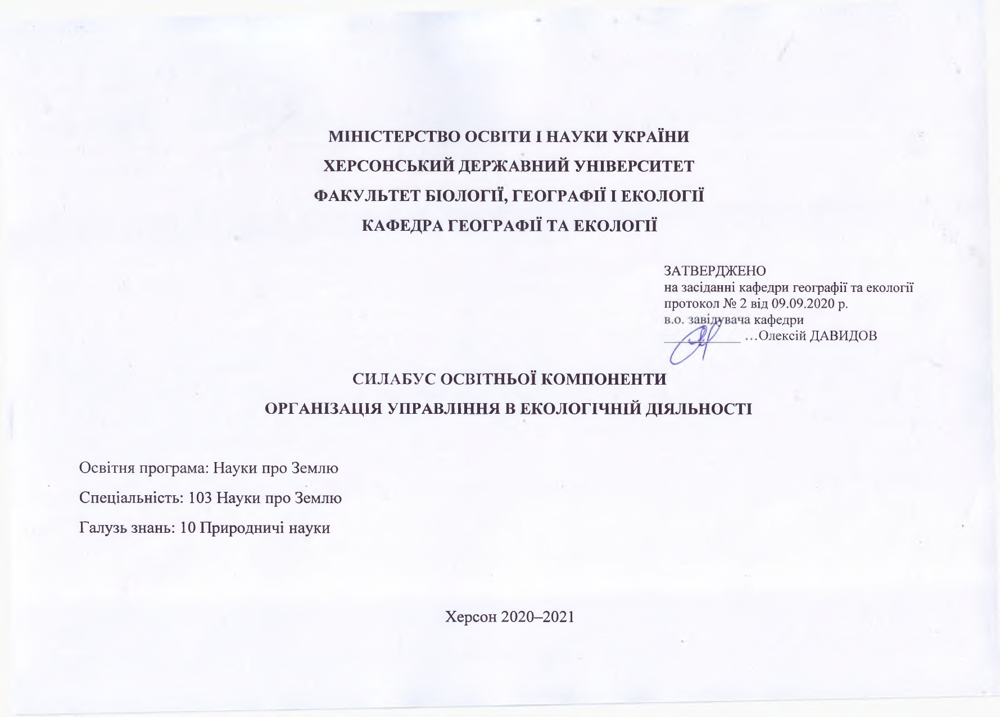 МІНІСТЕРСТВО ОСВІТИ І НАУКИ УКРАЇНИ
ХЕРСОНСЬКИЙ ДЕРЖАВНИЙ УНІВЕРСИТЕТ
ФАКУЛЬТЕТ БІОЛОГІЇ, ГЕОГРАФІЇ І ЕКОЛОГІЇ
КАФЕДРА ГЕОГРАФІЇ ТА ЕКОЛОГІЇ
ЗАТВЕРДЖЕНО
на засіданні кафедри географії та екології
протокол № 2 від 09.09.2020 р.
в.о. завідувача кафедри
___________ …Олексій ДАВИДОВ
СИЛАБУС ОСВІТНЬОЇ КОМПОНЕНТИ
ОРГАНІЗАЦІЯ УПРАВЛІННЯ В ЕКОЛОГІЧНІЙ ДІЯЛЬНОСТІ
Освітня програма: Науки про Землю
Спеціальність: 103 Науки про Землю
Галузь знань: 10 Природничі науки
Херсон 2020–2021